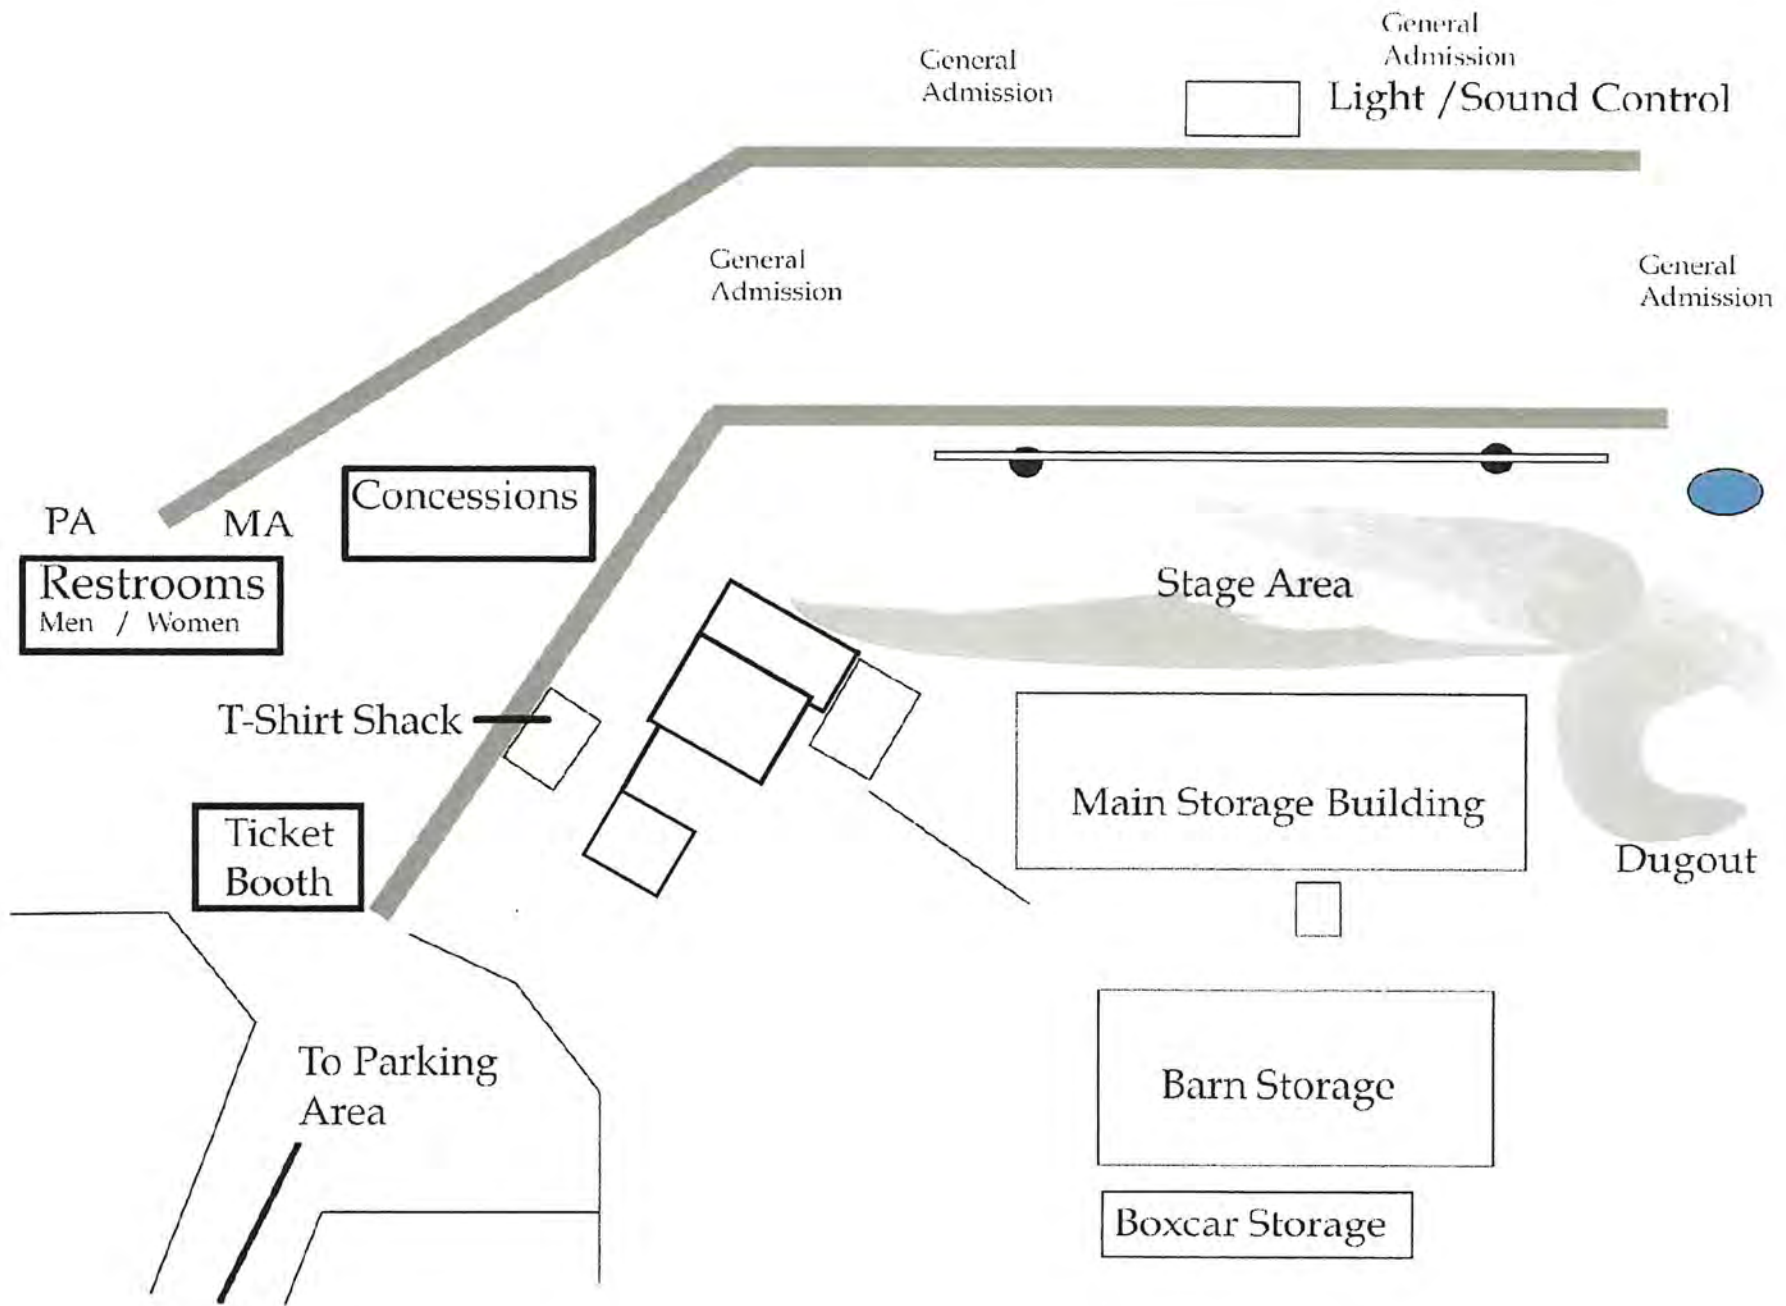 General
Admission
General
Admission
Light /Sound Control
General
Admission
General
Admission
PA
MA
Concessions
Restrooms
Men / Women
Stage Area
T-Shirt Shack
Main Storage Building
Ticket
Booth
Dugout
To Parking
Area
Barn Storage
Boxcar Storage